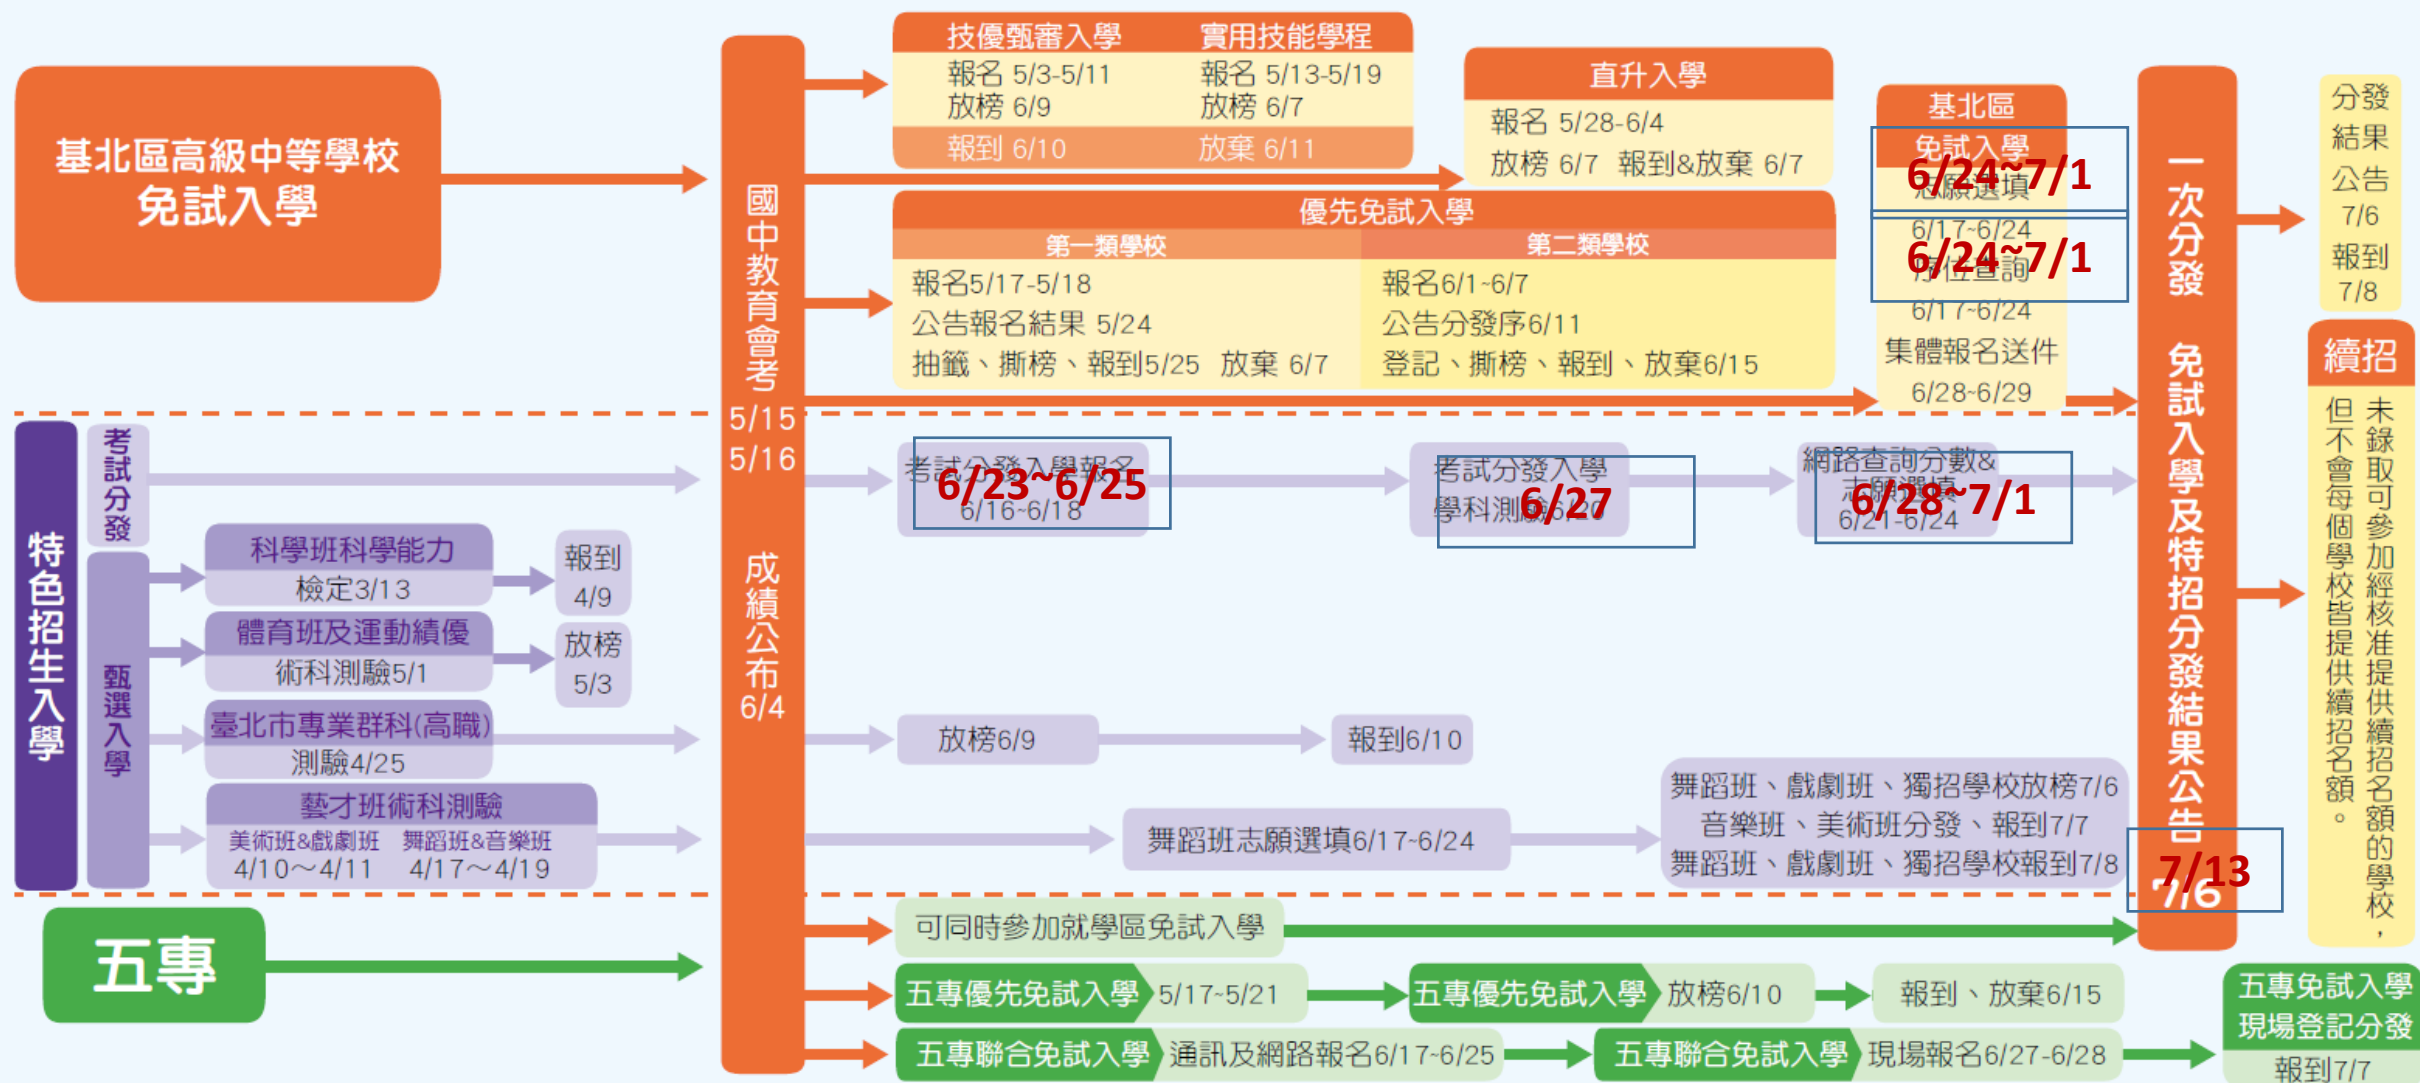 基北區高級中等學校
免試入學
國中教育會考
5/15
5/16
成績公布
6/4
技優甄審入學
報名 5/3-5/11
放榜 6/9
報到 6/10
實用技能學程
報名 5/13-5/19
放榜 6/7
放棄 6/11
直升入學
報名 5/28-6/4
放榜 6/7 報到&放棄 6/7
優先免試入學
第一類學校
報名5/17-5/18
公告報名結果 5/24
抽籤、撕榜、報到5/25 放棄 6/7
第二類學校
報名6/1~6/7
公告分發序6/11
登記、撕榜、報到、放棄6/15
基北區
免試入學
志願選填
6/24~7/1
6/17~6/24
序位查詢
6/24~7/1
6/17~6/24
集體報名送件
6/28~6/29
一次分發 免試入學及特招分發結果公告
7/6
7/13
分發
結果
公告
7/6
報到
7/8
續招
未錄取可參加經核准提供續招名額的學校，
但不會每個學校皆提供續招名額。
特色招生入學
考試分發
考試分發入學報名
6/16~6/18
6/23~6/25
考試分發入學
學科測驗6/20
6/27
網路查詢分數&
志願選填
6/21-6/24
6/28~7/1
甄選入學
科學班科學能力
檢定3/13
報到
4/9
體育班及運動績優
術科測驗5/1
放榜
5/3
臺北市專業群科(高職)
測驗4/25
放榜6/9
報到6/10
藝才班術科測驗
美術班&戲劇班 舞蹈班&音樂班
4/10～4/11 4/17～4/19
舞蹈班志願選填6/17~6/24
舞蹈班、戲劇班、獨招學校放榜7/6
音樂班、美術班分發、報到7/7
舞蹈班、戲劇班、獨招學校報到7/8
五專
可同時參加就學區免試入學
五專優先免試入學 5/17~5/21
五專優先免試入學 放榜6/10
報到、放棄6/15
五專聯合免試入學 通訊及網路報名6/17~6/25
五專聯合免試入學 現場報名6/27-6/28
五專免試入學
現場登記分發
報到7/7